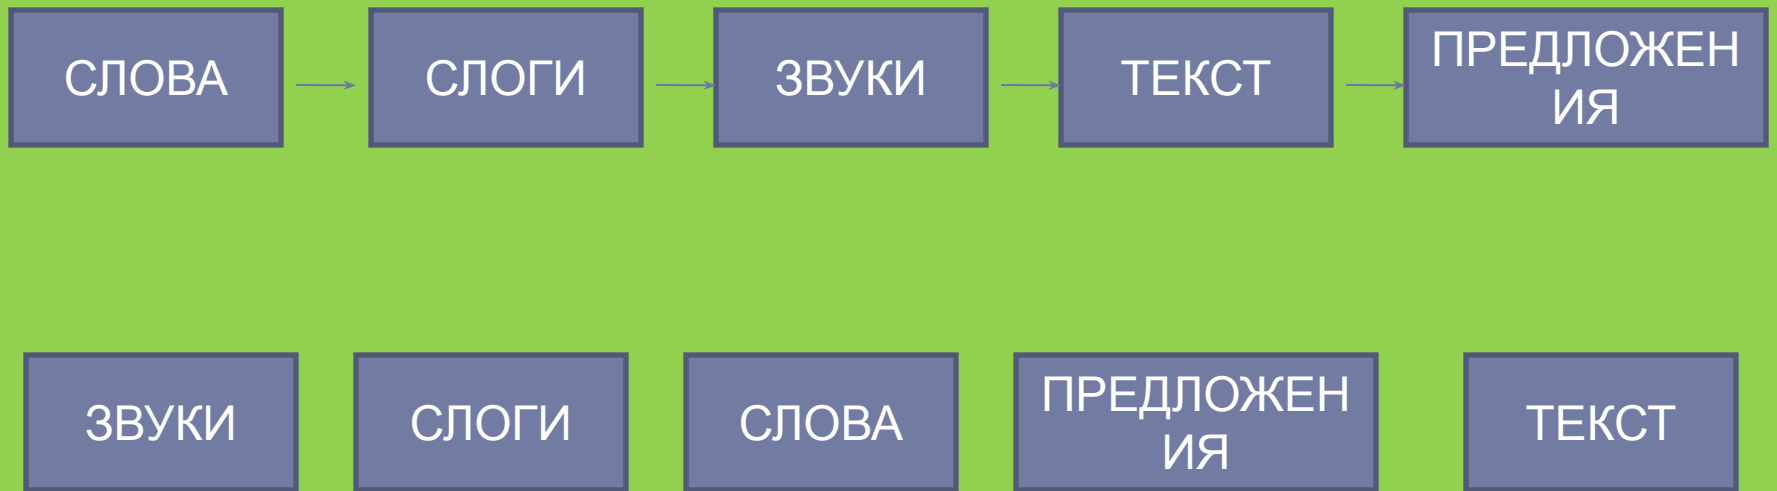 СЛОВА
СЛОГИ
ЗВУКИ
ТЕКСТ
ПРЕДЛОЖЕН
ИЯ
ЗВУКИ
СЛОГИ
СЛОВА
ПРЕДЛОЖЕН
ИЯ
ТЕКСТ